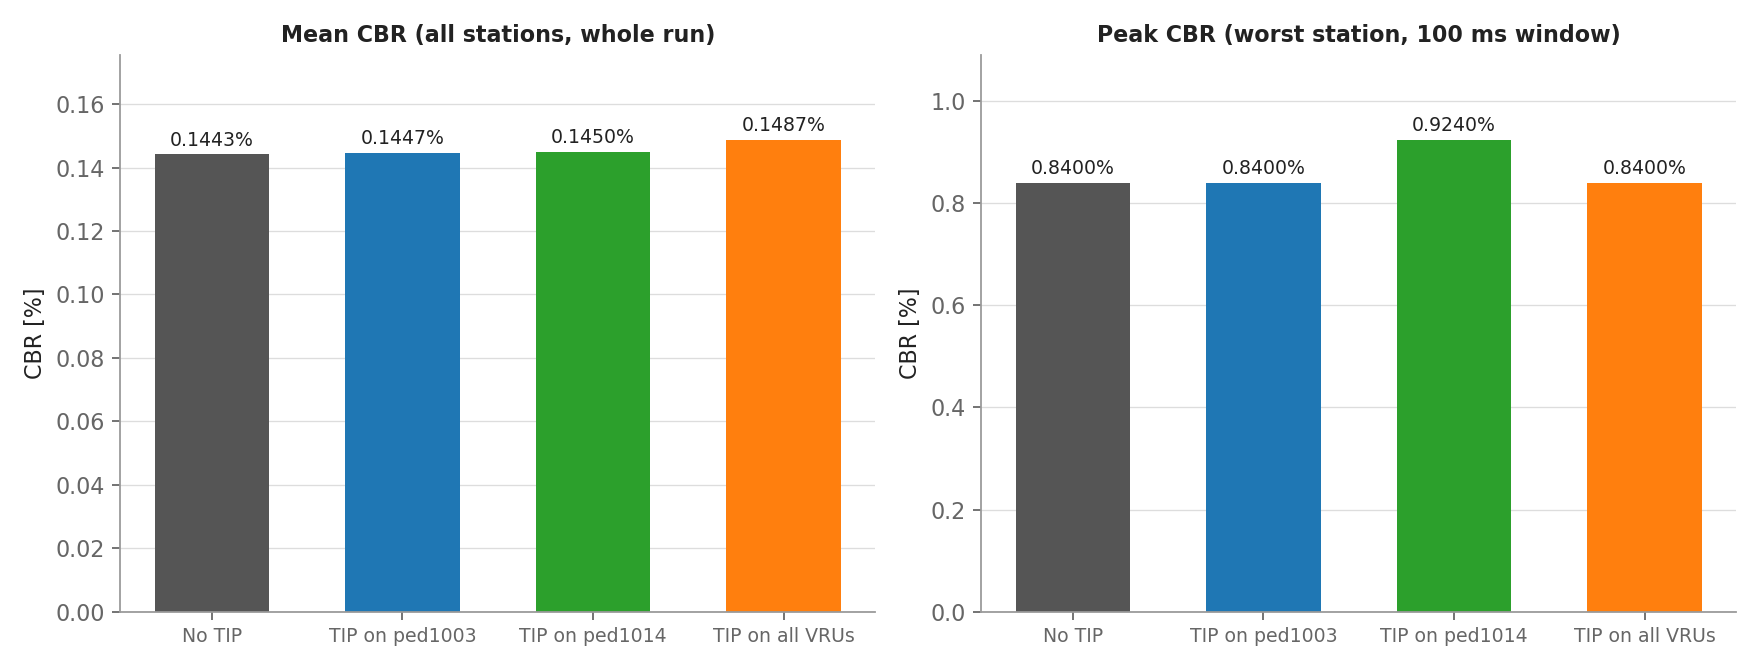 Mean CBR (all stations, whole run)
CBR [%]
0.16
0.14
0.12
0.10
0.08
0.06
0.04
0.02
0.00
0.1443%
0.1447%
0.1450%
0.1487%
No TIP
TIP on ped1003
TIP on ped1014
TIP on all VRUs
Peak CBR (worst station, 100 ms window)
CBR [%]
1.0
0.8
0.6
0.4
0.2
0.0
0.8400%
0.8400%
0.9240%
0.8400%
No TIP
TIP on ped1003
TIP on ped1014
TIP on all VRUs